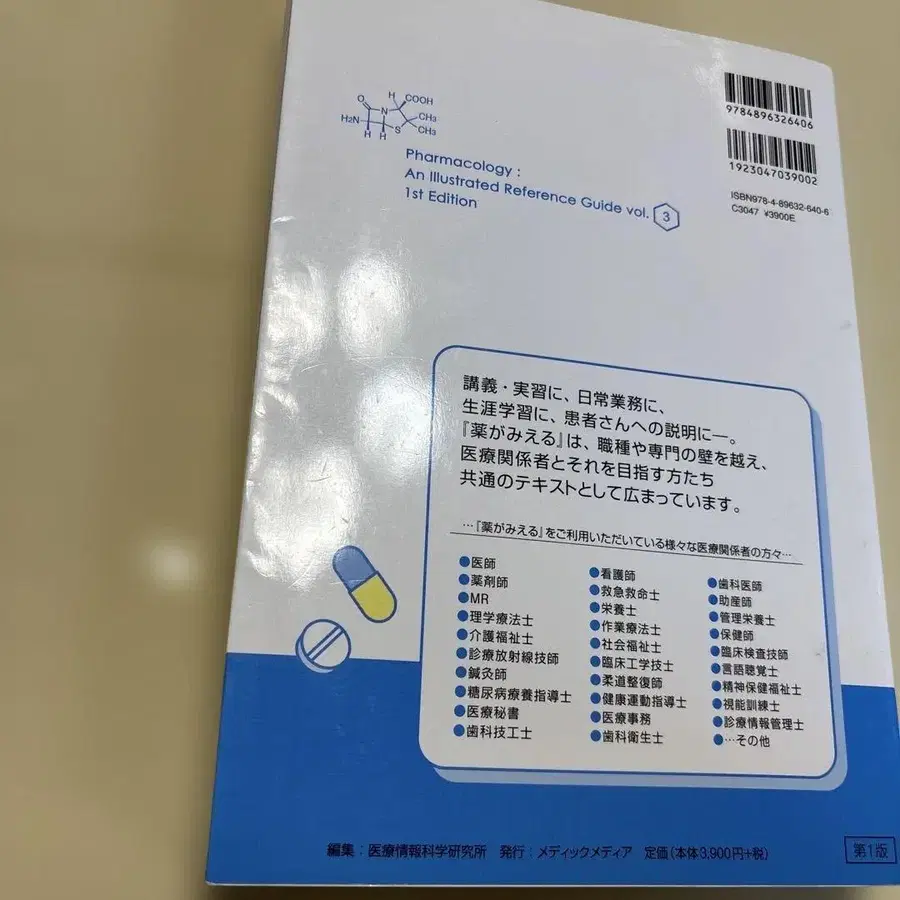 9784896326406
1923047039002
ISBN978-4-89632-640-6
C3047 ¥3900E
H COOH
O N CH3
H2N S CH3
H H
Pharmacology :
An Illustrated Reference Guide vol. 3
1st Edition
講義・実習に、日常業務に、
生涯学習に、患者さんへの説明に―。
『薬がみえる』は、職種や専門の壁を越え、
医療関係者とそれを目指す方たち
共通のテキストとして広まっています。
…『薬がみえる』をご利用いただいている様々な医療関係者の方々…
●医師
●薬剤師
●MR
●理学療法士
●介護福祉士
●診療放射線技師
●鍼灸師
●糖尿病療養指導士
●医療秘書
●歯科技工士
●看護師
●救急救命士
●栄養士
●作業療法士
●社会福祉士
●臨床工学技士
●柔道整復師
●健康運動指導士
●医療事務
●歯科衛生士
●歯科医師
●助産師
●管理栄養士
●保健師
●臨床検査技師
●言語聴覚士
●精神保健福祉士
●視能訓練士
●診療情報管理士
●…その他
編集：医療情報科学研究所 発行：メディックメディア 定価(本体3,900円+税)
第1版